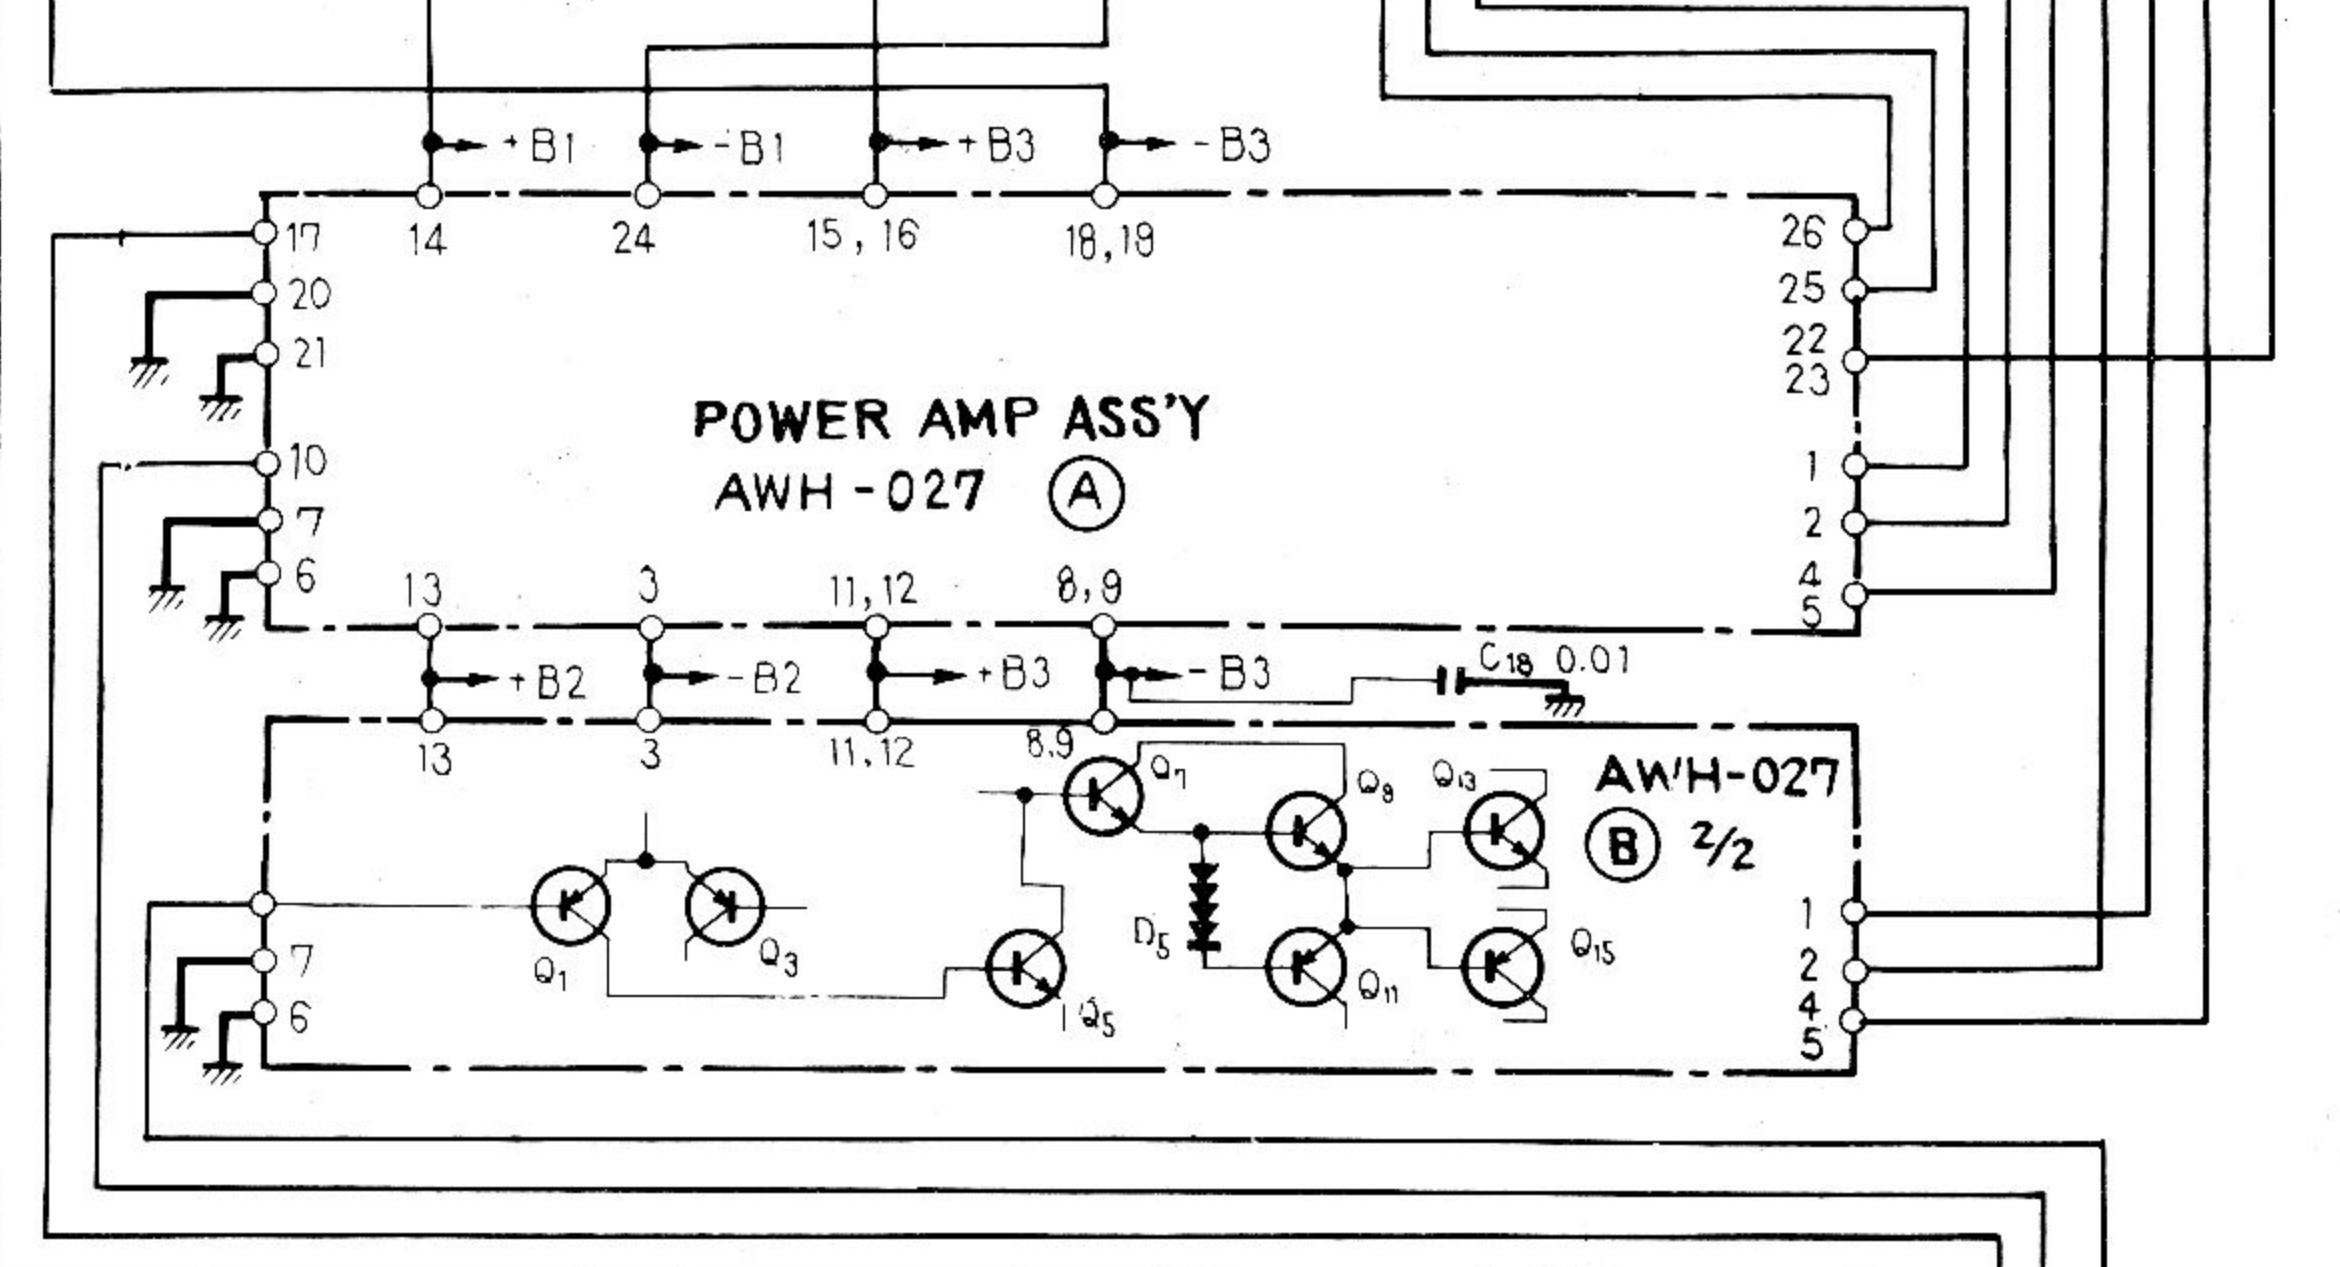 +B1 -B1 +B3 -B3
17 14 24 15,16 18,19 26
20 25
21 22
23
POWER AMP ASS'Y
10 AWH-027 A 1
7 2
6 13 3 11,12 8,9 4
5
+B2 -B2 +B3 -B3 C18 0.01
13 3 11,12 8,9
Q7 Q9 Q13 AWH-027
B 2/2
1
7 Q1 Q3 D5 Q15 2
6 Q5 Q11 4
5